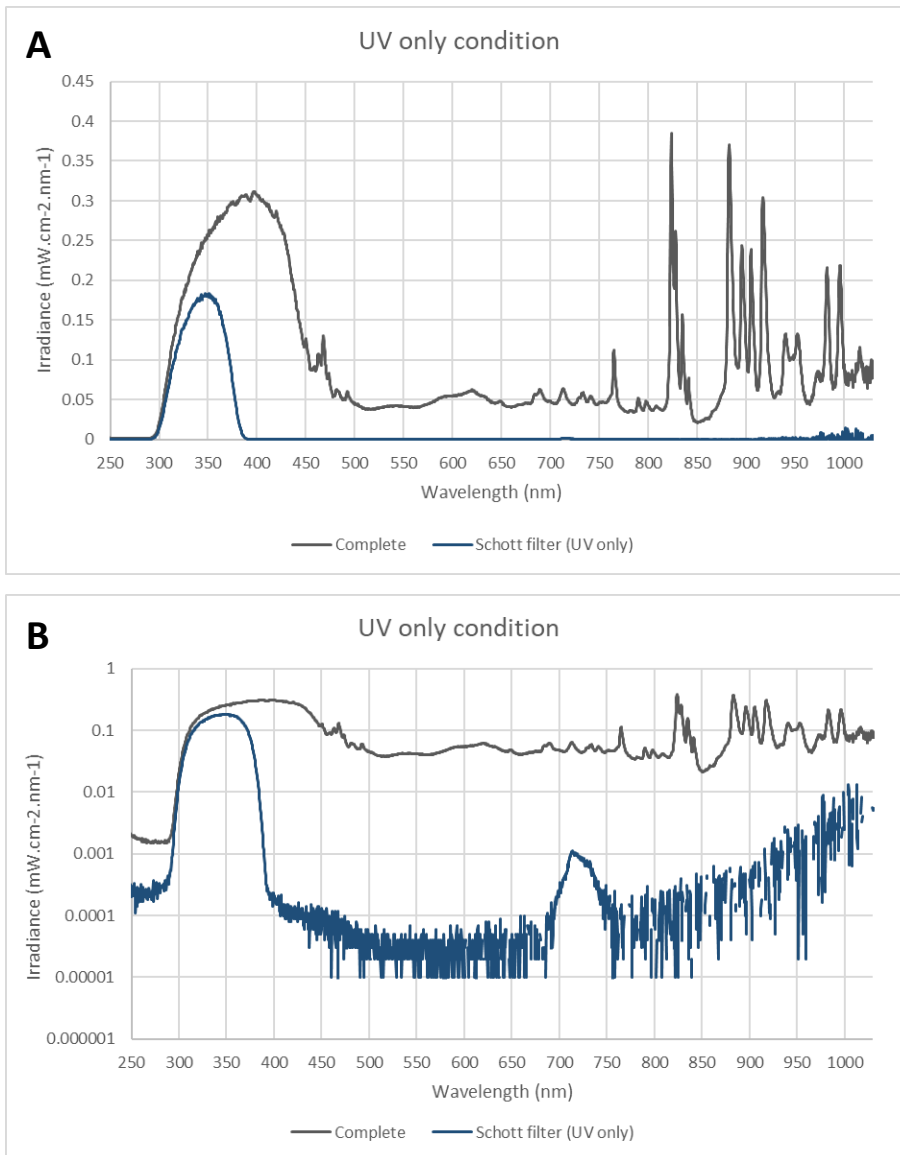 A
UV only condition
Irradiance (mW.cm-2.nm-1)
0.45
0.4
0.35
0.3
0.25
0.2
0.15
0.1
0.05
0
250 300 350 400 450 500 550 600 650 700 750 800 850 900 950 1000
Wavelength (nm)
Complete Schott filter (UV only)
B
UV only condition
Irradiance (mW.cm-2.nm-1)
1
0.1
0.01
0.001
0.0001
0.00001
0.000001
250 300 350 400 450 500 550 600 650 700 750 800 850 900 950 1000
Wavelength (nm)
Complete Schott filter (UV only)